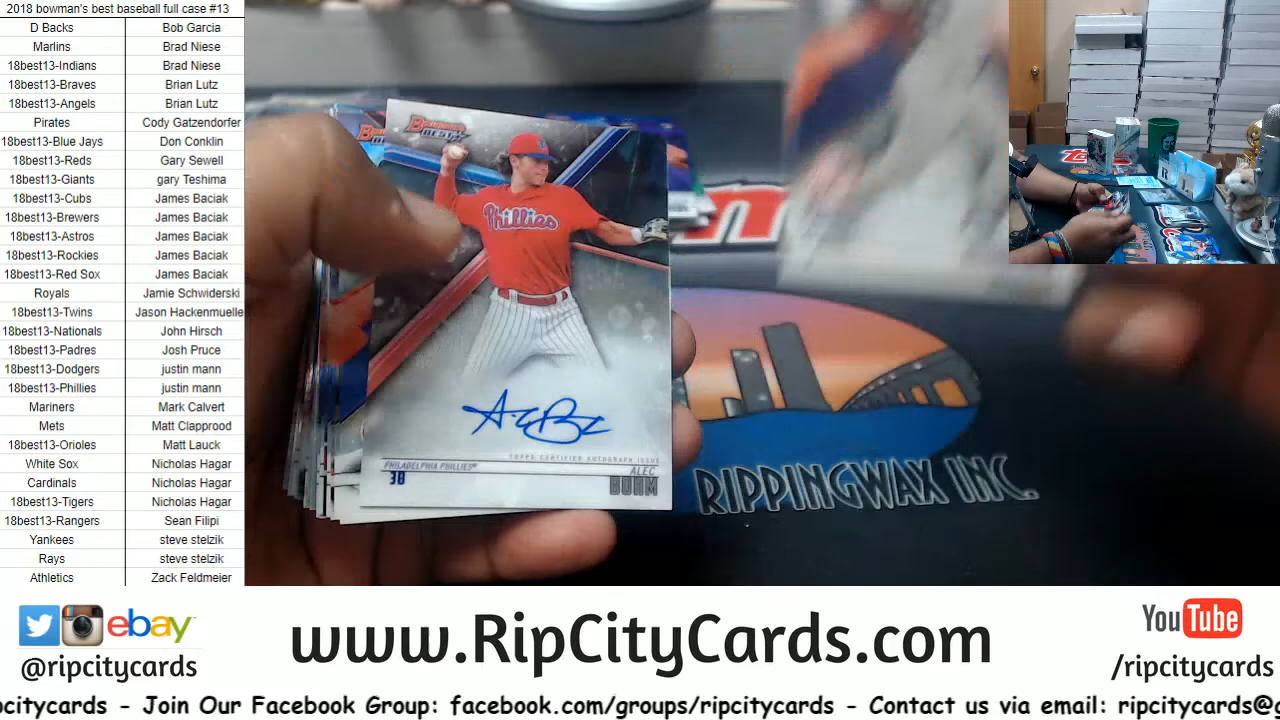 2018 bowman's best baseball full case #13
D Backs Bob Garcia
Marlins Brad Niese
18best13-Indians Brad Niese
18best13-Braves Brian Lutz
18best13-Angels Brian Lutz
Pirates Cody Gatzendorfer
18best13-Blue Jays Don Conklin
18best13-Reds Gary Sewell
18best13-Giants gary Teshima
18best13-Cubs James Baciak
18best13-Brewers James Baciak
18best13-Astros James Baciak
18best13-Rockies James Baciak
18best13-Red Sox James Baciak
Royals Jamie Schwiderski
18best13-Twins Jason Hackenmuelle
18best13-Nationals John Hirsch
18best13-Padres Josh Pruce
18best13-Dodgers justin mann
18best13-Phillies justin mann
Mariners Mark Calvert
Mets Matt Clapprood
18best13-Orioles Matt Lauck
White Sox Nicholas Hagar
Cardinals Nicholas Hagar
18best13-Tigers Nicholas Hagar
18best13-Rangers Sean Filipi
Yankees steve stelzik
Rays steve stelzik
Athletics Zack Feldmeier
BOWMAN'S BEST
Phillies
TOPPS CERTIFIED AUTOGRAPH ISSUE
PHILADELPHIA PHILLIES®
38
ALEC
BOHM
RIPPINGWAX INC.
ebay
@ripcitycards
www.RipCityCards.com
YouTube
/ripcitycards
pcitycards - Join Our Facebook Group: facebook.com/groups/ripcitycards - Contact us via email: ripcitycards@g